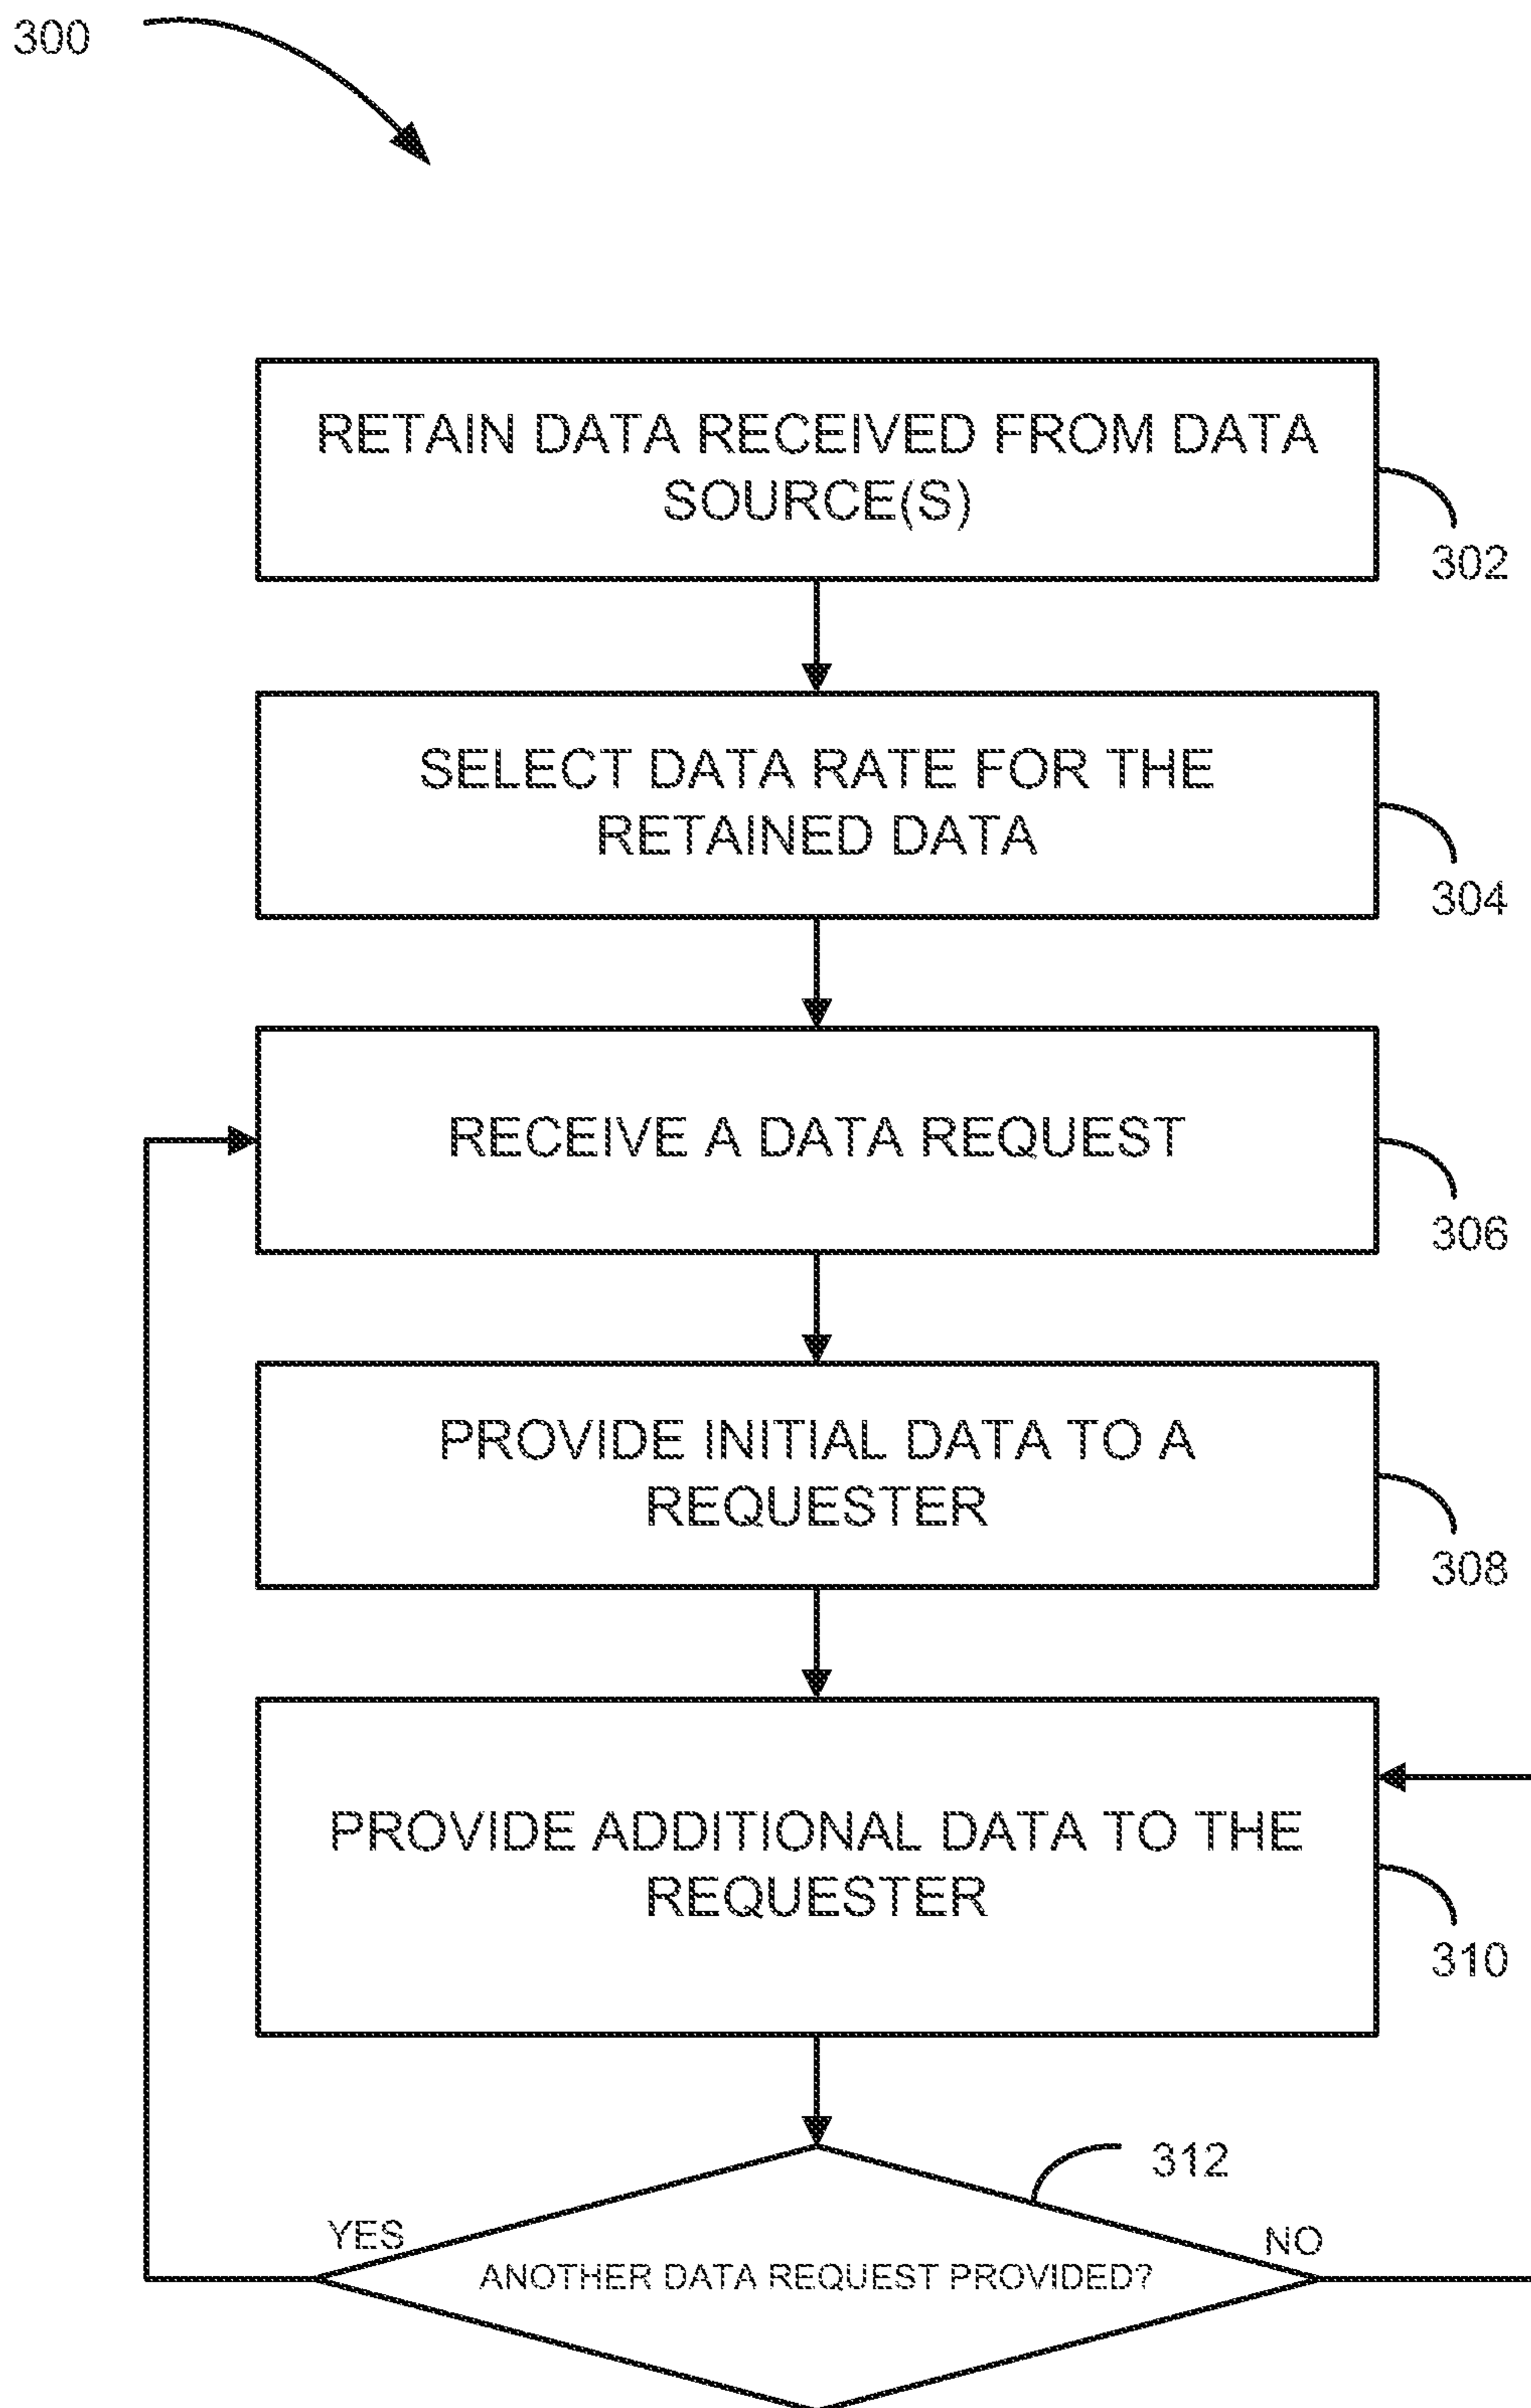 300
RETAIN DATA RECEIVED FROM DATA
SOURCE(S)
302
SELECT DATA RATE FOR THE
RETAINED DATA
304
RECEIVE A DATA REQUEST
306
PROVIDE INITIAL DATA TO A
REQUESTER
308
PROVIDE ADDITIONAL DATA TO THE
REQUESTER
310
312
YES
NO
ANOTHER DATA REQUEST PROVIDED?